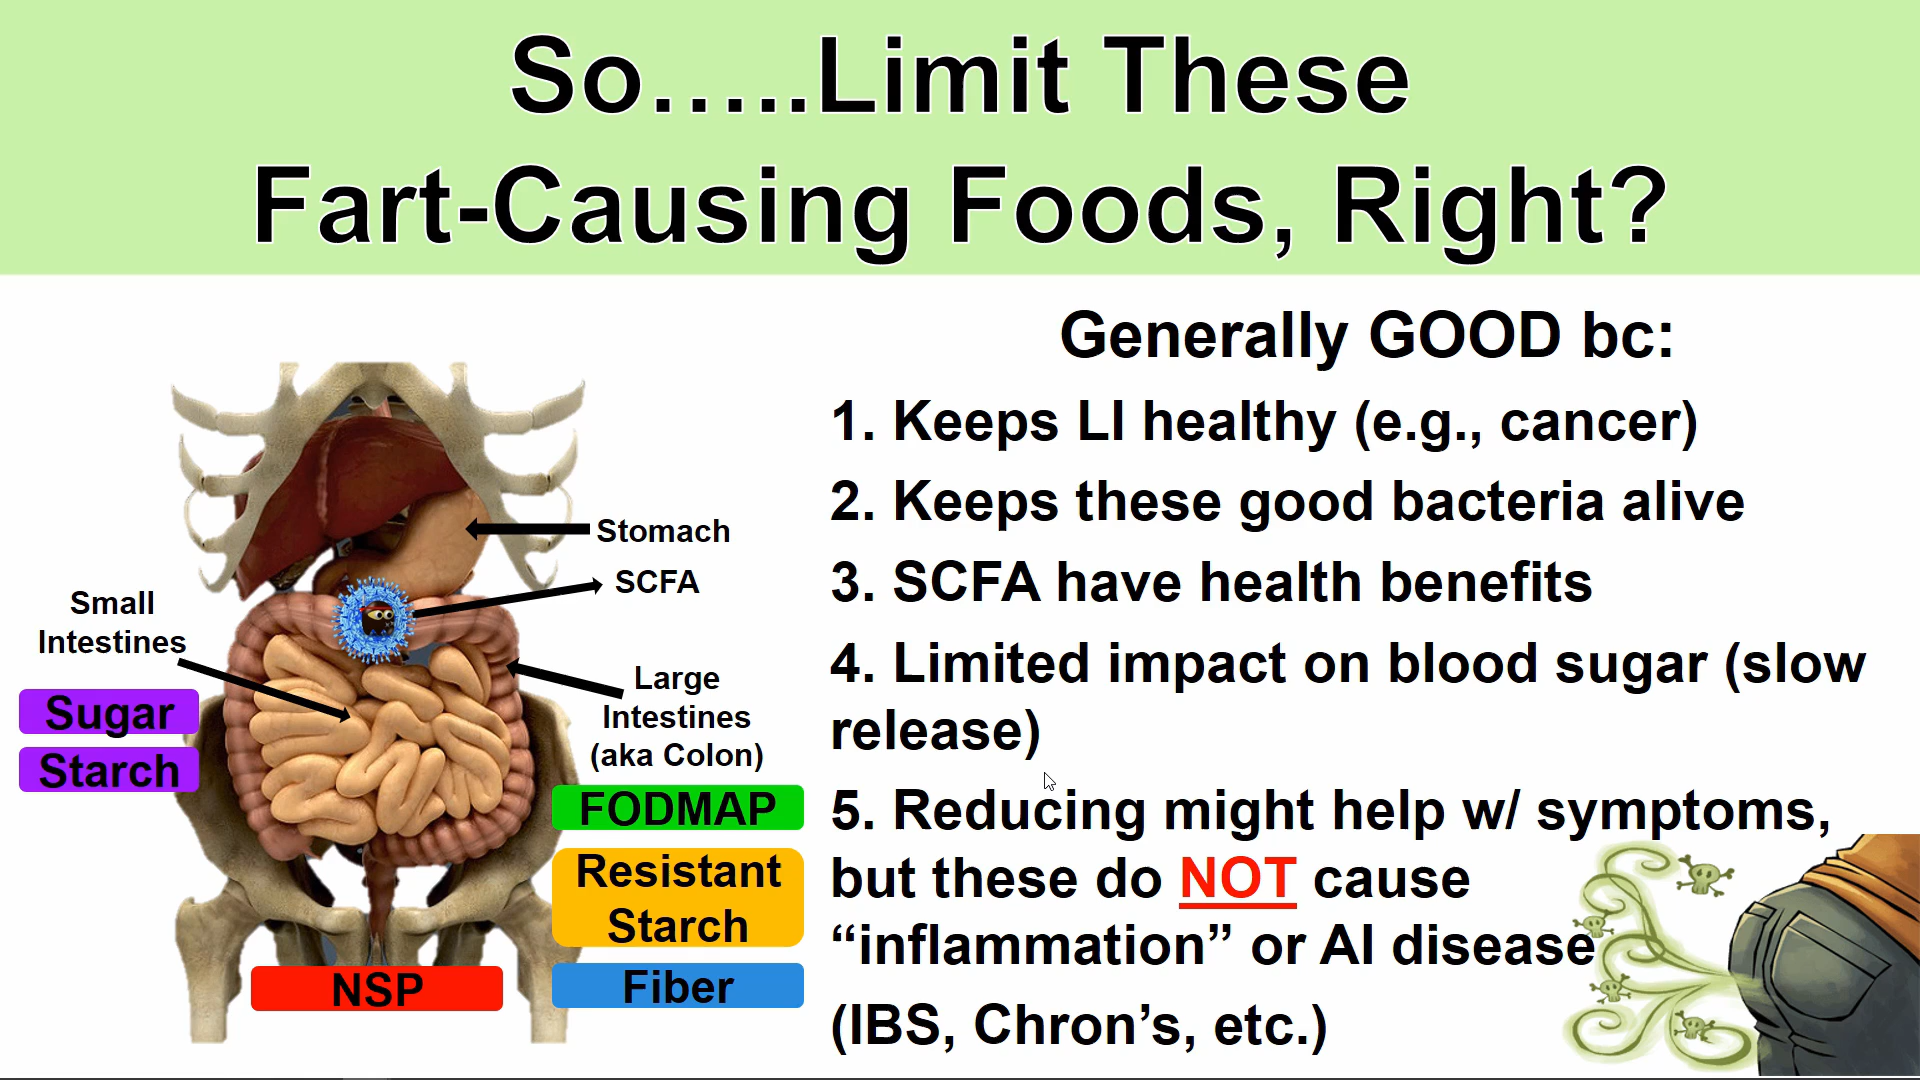 So…..Limit These
Fart-Causing Foods, Right?
Generally GOOD bc:
1. Keeps LI healthy (e.g., cancer)
2. Keeps these good bacteria alive
3. SCFA have health benefits
4. Limited impact on blood sugar (slow
release)
5. Reducing might help w/ symptoms,
but these do NOT cause
“inflammation” or AI disease
(IBS, Chron’s, etc.)
Stomach
SCFA
Small
Intestines
Large
Intestines
(aka Colon)
Sugar
Starch
FODMAP
Resistant
Starch
Fiber
NSP